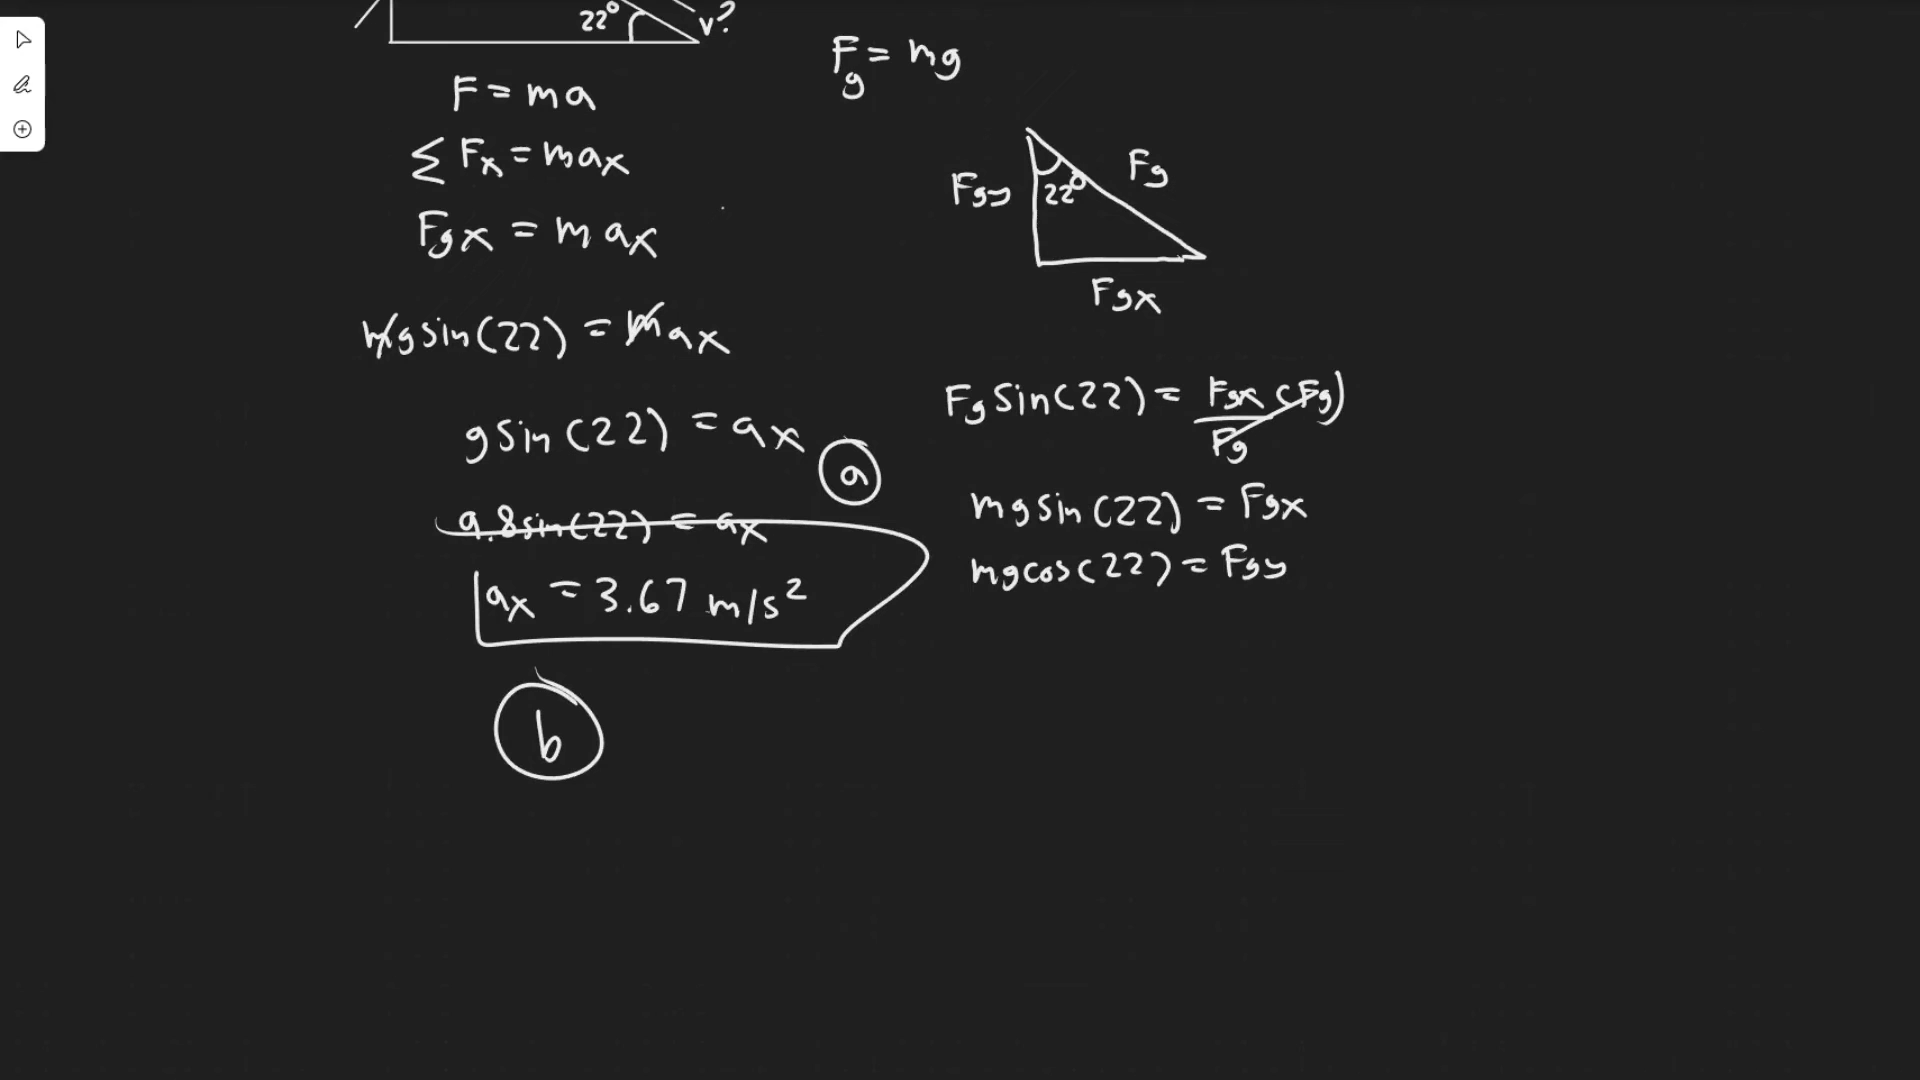 22° v?
F = ma
Σ Fx = max
Fgx = max
mgsin(22) = max
gsin(22) = ax
a
9.8sin(22) = ax
ax = 3.67 m/s²
b
Fg = mg
Fgy 22° Fg
Fgx
Fg Sin(22) = Fgx (Fg)
Fg
mgsin(22) = Fgx
mgcos(22) = Fgy